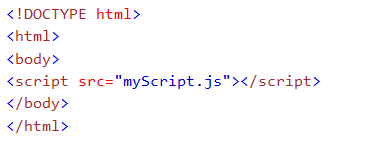 <!DOCTYPE html>
<html>
<body>
<script src="myScript.js"></script>
</body>
</html>